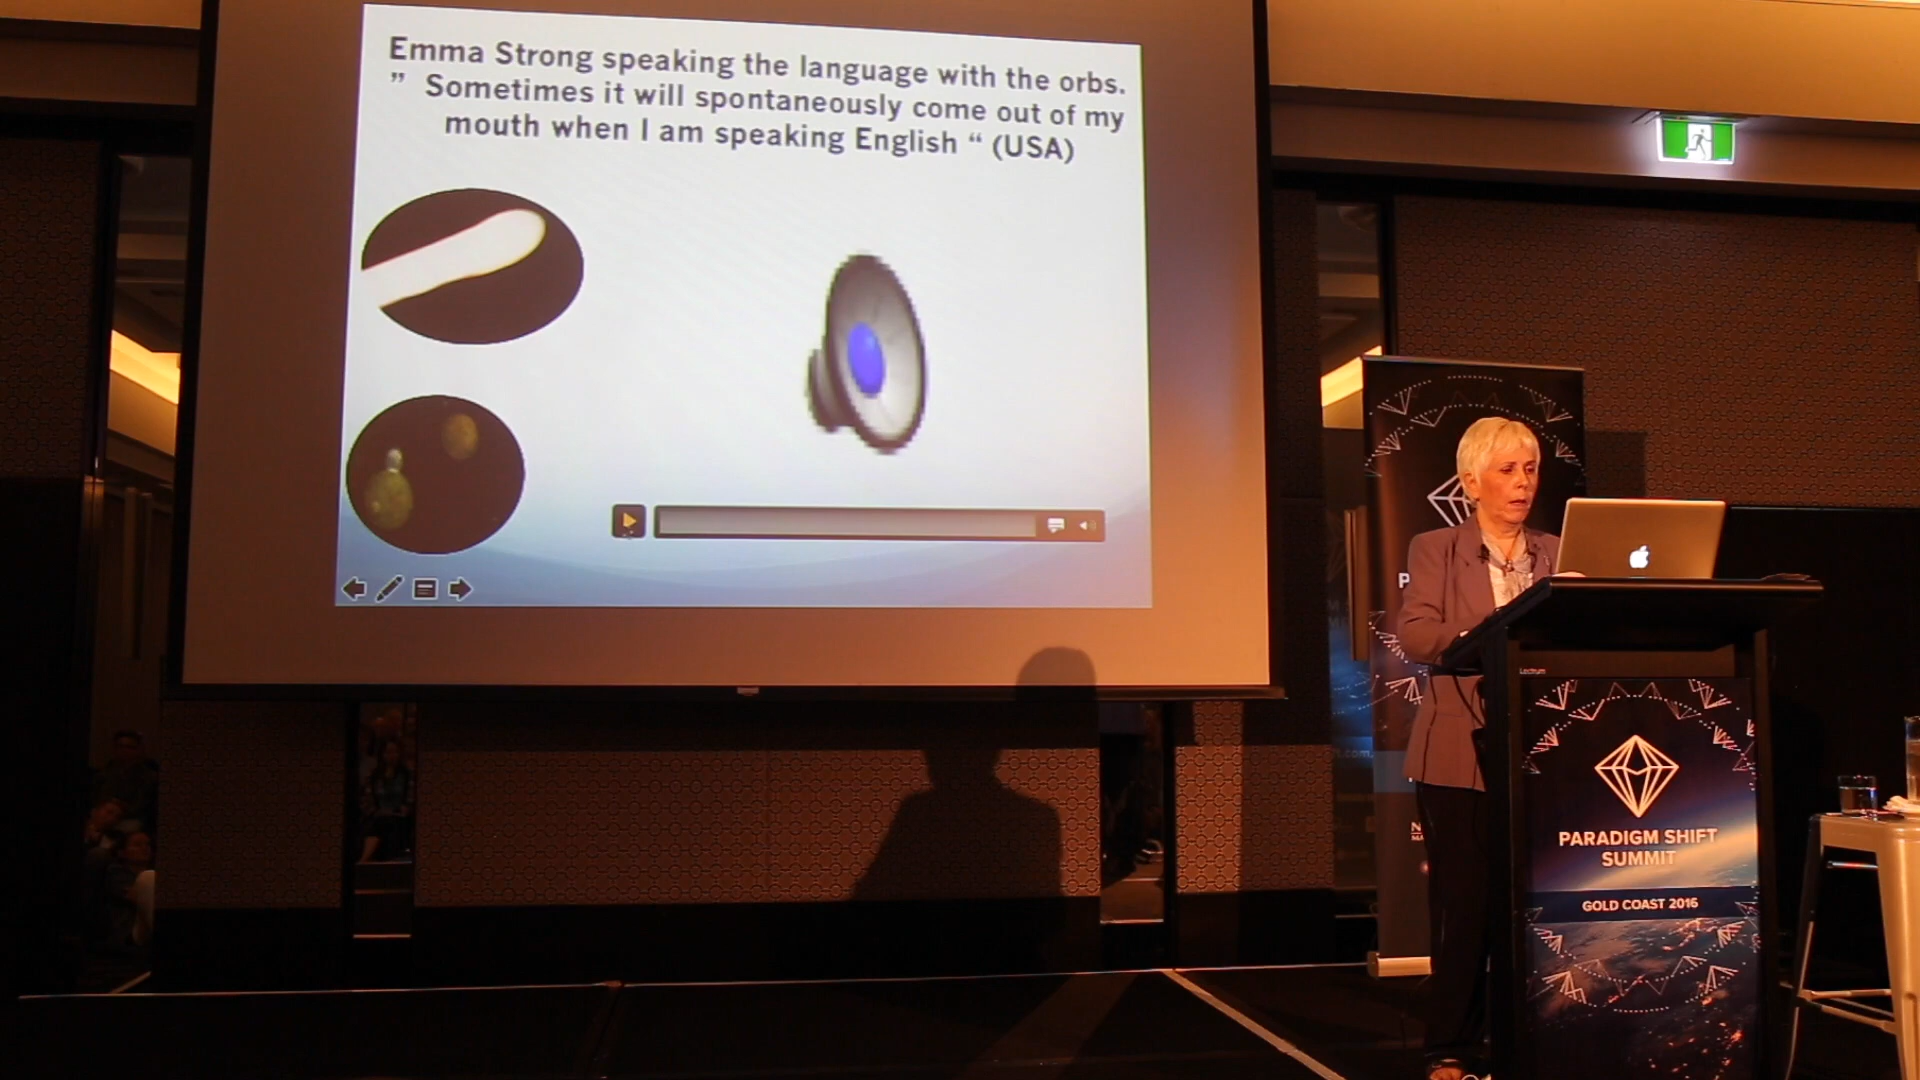 Emma Strong speaking the language with the orbs.
” Sometimes it will spontaneously come out of my
mouth when I am speaking English “ (USA)
Lectrum
PARADIGM SHIFT
SUMMIT
GOLD COAST 2016